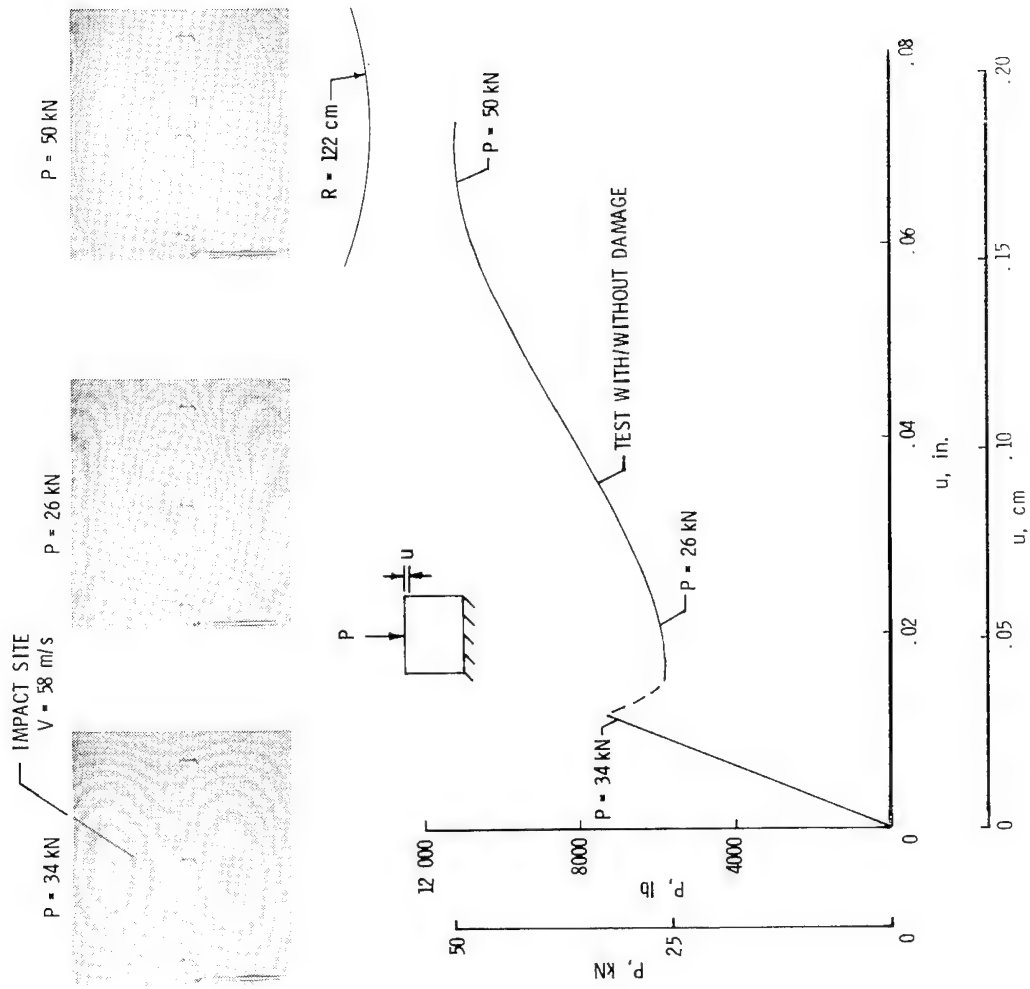 IMPACT SITE
V = 58 m/s
P = 34 kN
P = 26 kN
P = 50 kN
R = 122 cm
P
u
P = 50 kN
TEST WITH/WITHOUT DAMAGE
P = 26 kN
P = 34 kN
50
25
0
P, kN
12 000
8000
4000
P, lb
0
.02
.04
.06
.08
u, in.
0
.05
.10
.15
.20
u, cm